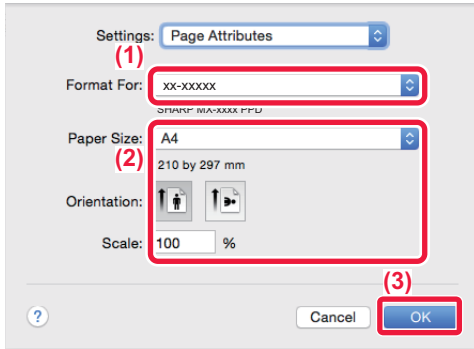 Settings: Page Attributes
(1)
Format For: xx-xxxxx
SHARP MX-xxxx PPD
Paper Size: A4
(2)
210 by 297 mm
Orientation:
Scale: 100 %
(3)
? Cancel OK